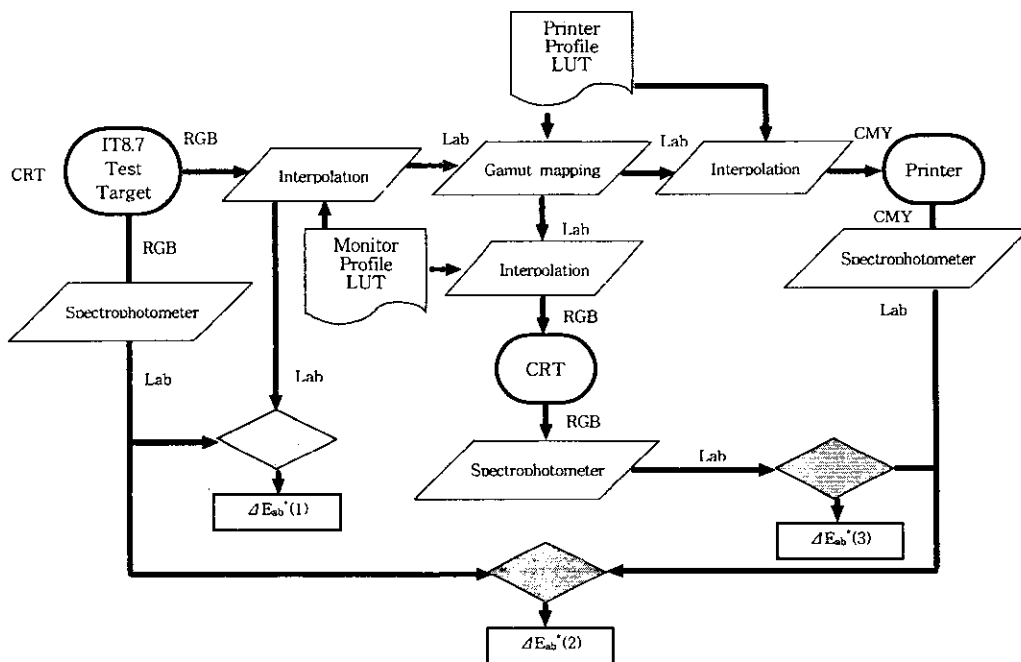 Printer
Profile
LUT
CRT
IT8.7
Test
Target
RGB
Interpolation
Lab
Gamut mapping
Lab
Interpolation
CMY
Printer
RGB
Monitor
Profile
LUT
Lab
Interpolation
CMY
Spectrophotometer
Spectrophotometer
RGB
Lab
Lab
Lab
CRT
RGB
Spectrophotometer
Lab
ΔEab*(1)
ΔEab*(3)
ΔEab*(2)